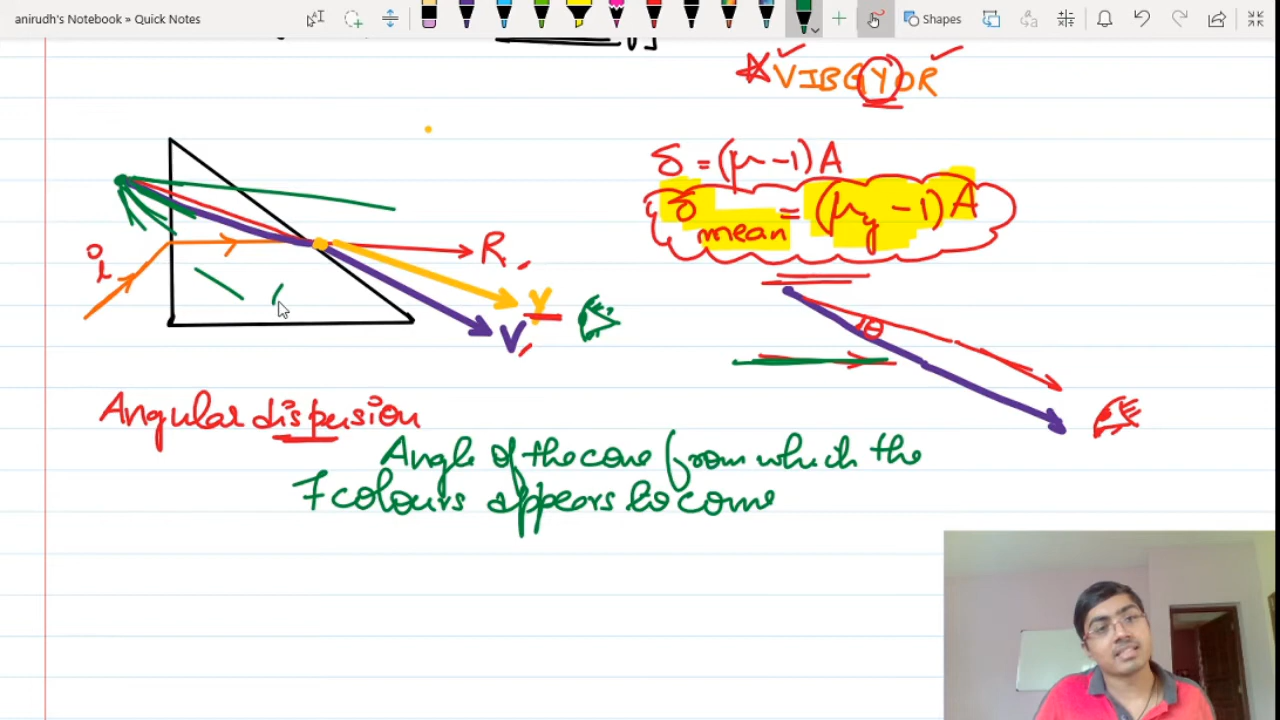 anirudh's Notebook » Quick Notes
Shapes
VIBGYOR
δ = (μ - 1) A
δmean = (μy - 1) A
i
R
Y
V
θ
Angular dispersion
Angle of the cone from which the
7 colours appears to come